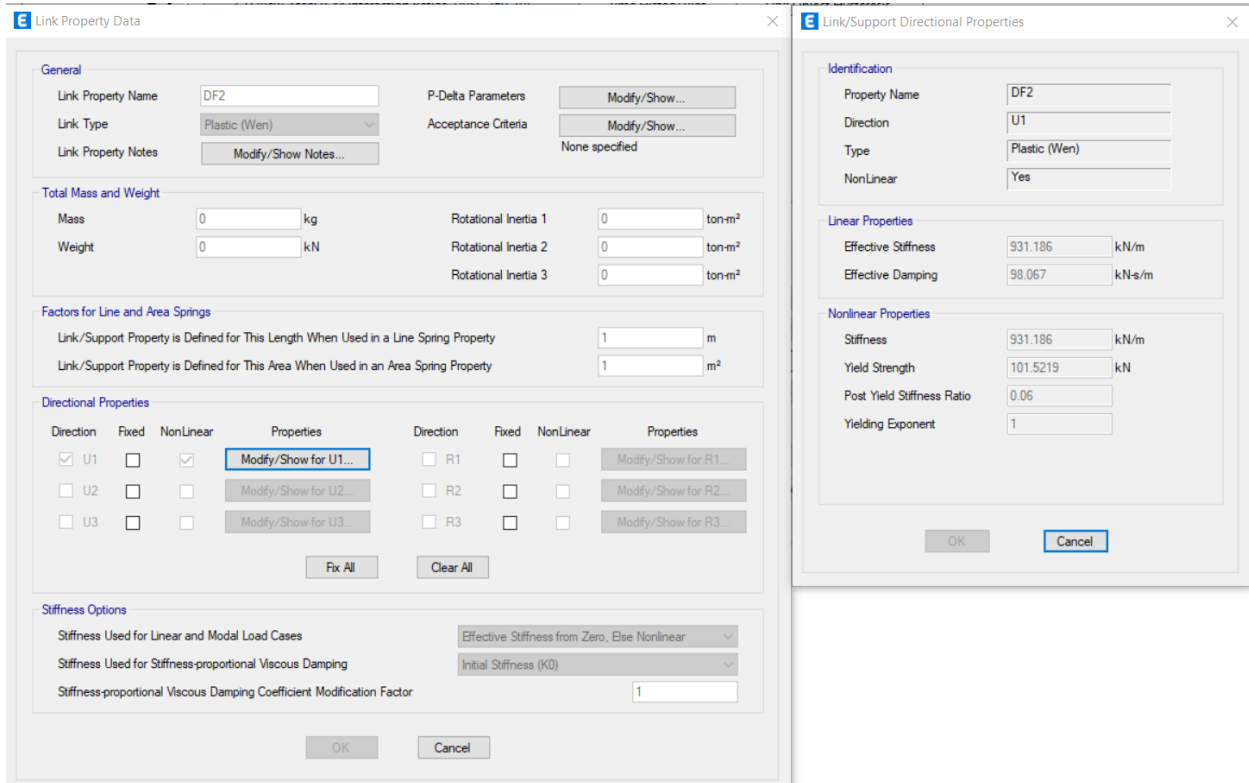 E Link Property Data
General
Link Property Name DF2 P-Delta Parameters Modify/Show...
Link Type Plastic (Wen) Acceptance Criteria Modify/Show...
Link Property Notes Modify/Show Notes... None specified
Total Mass and Weight
Mass 0 kg Rotational Inertia 1 0 ton-m²
Weight 0 kN Rotational Inertia 2 0 ton-m²
Rotational Inertia 3 0 ton-m²
Factors for Line and Area Springs
Link/Support Property is Defined for This Length When Used in a Line Spring Property 1 m
Link/Support Property is Defined for This Area When Used in an Area Spring Property 1 m²
Directional Properties
Direction Fixed NonLinear Properties Direction Fixed NonLinear Properties
U1 Modify/Show for U1... R1 Modify/Show for R1...
U2 Modify/Show for U2... R2 Modify/Show for R2...
U3 Modify/Show for U3... R3 Modify/Show for R3...
Fix All Clear All
Stiffness Options
Stiffness Used for Linear and Modal Load Cases Effective Stiffness from Zero, Else Nonlinear
Stiffness Used for Stiffness-proportional Viscous Damping Initial Stiffness (K0)
Stiffness-proportional Viscous Damping Coefficient Modification Factor 1
OK Cancel
E Link/Support Directional Properties
Identification
Property Name DF2
Direction U1
Type Plastic (Wen)
NonLinear Yes
Linear Properties
Effective Stiffness 931.186 kN/m
Effective Damping 98.067 kN-s/m
Nonlinear Properties
Stiffness 931.186 kN/m
Yield Strength 101.5219 kN
Post Yield Stiffness Ratio 0.06
Yielding Exponent 1
OK Cancel